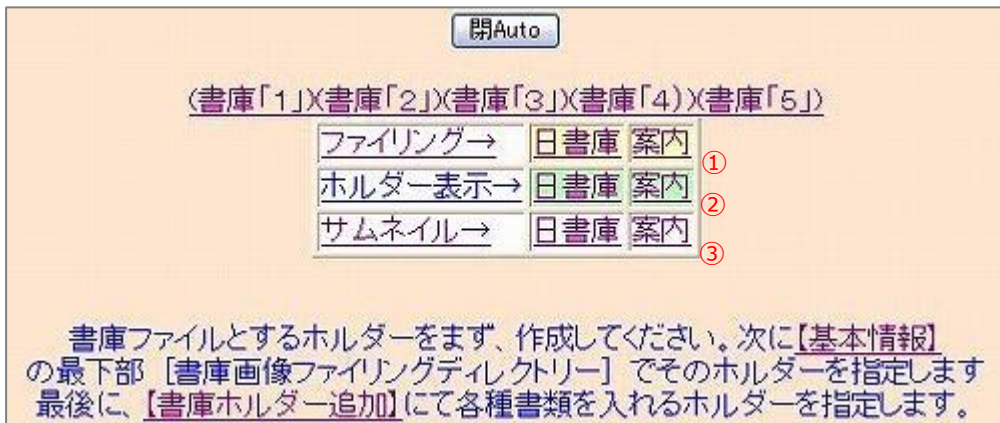 閉Auto
(書庫「1」)(書庫「2」)(書庫「3」)(書庫「4))(書庫「5」)
ファイリング→ 日書庫 案内 ①
ホルダー表示→ 日書庫 案内 ②
サムネイル→ 日書庫 案内 ③
書庫ファイルとするホルダーをまず、作成してください。次に【基本情報】
の最下部 [書庫画像ファイリングディレクトリー] でそのホルダーを指定します
最後に、【書庫ホルダー追加】にて各種書類を入れるホルダーを指定します。